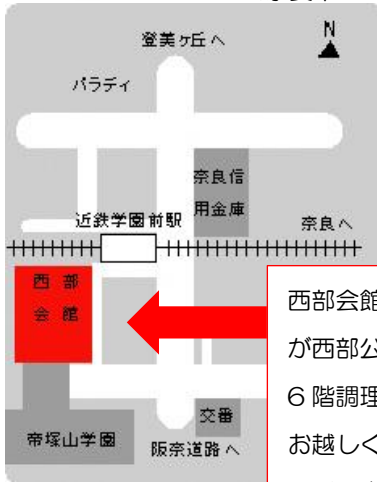 N
登美ヶ丘へ
パラディ
奈良信
用金庫
近鉄学園前駅
奈良へ
西部
会館
西部会館
が西部公
6階調理
お越しく
交番
帝塚山学園
阪奈道路へ